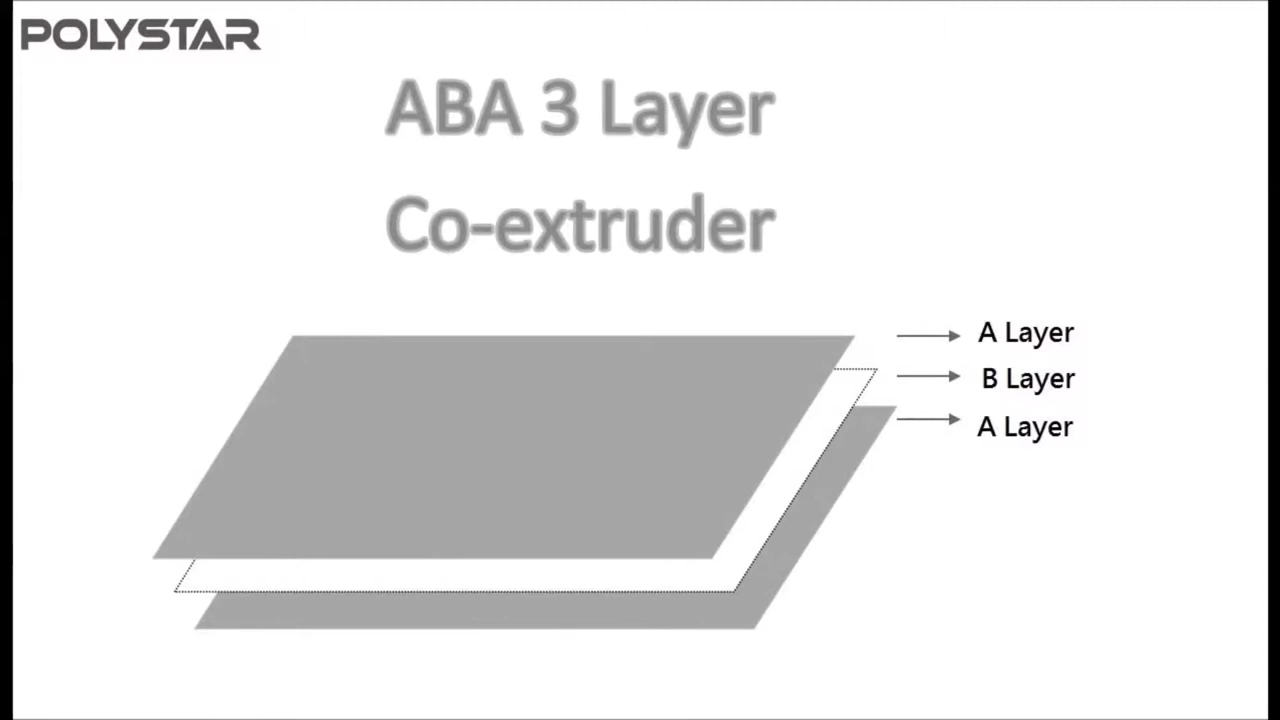 POLYSTAR
ABA 3 Layer
Co-extruder
A Layer
B Layer
A Layer